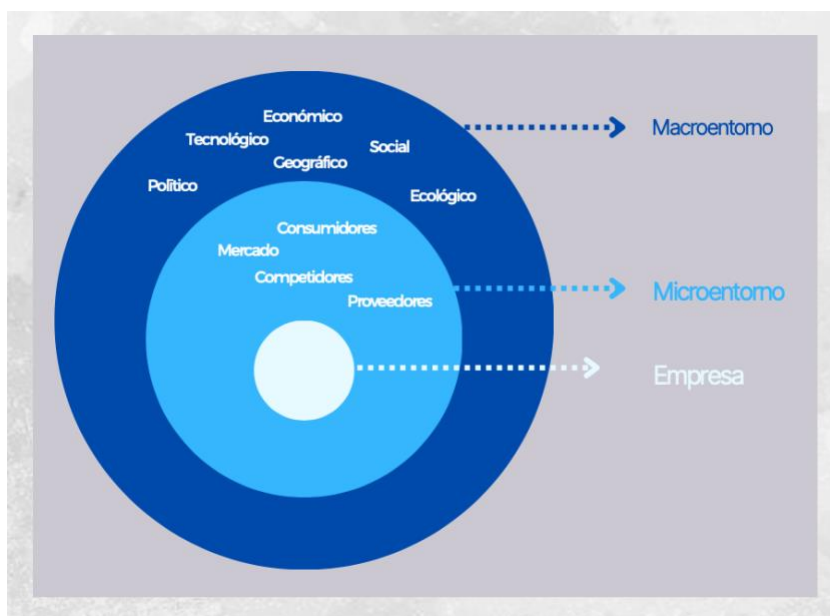 Económico
Tecnológico
Social
Geográfico
Político
Ecológico
Consumidores
Mercado
Competidores
Proveedores
Macroentorno
Microentorno
Empresa